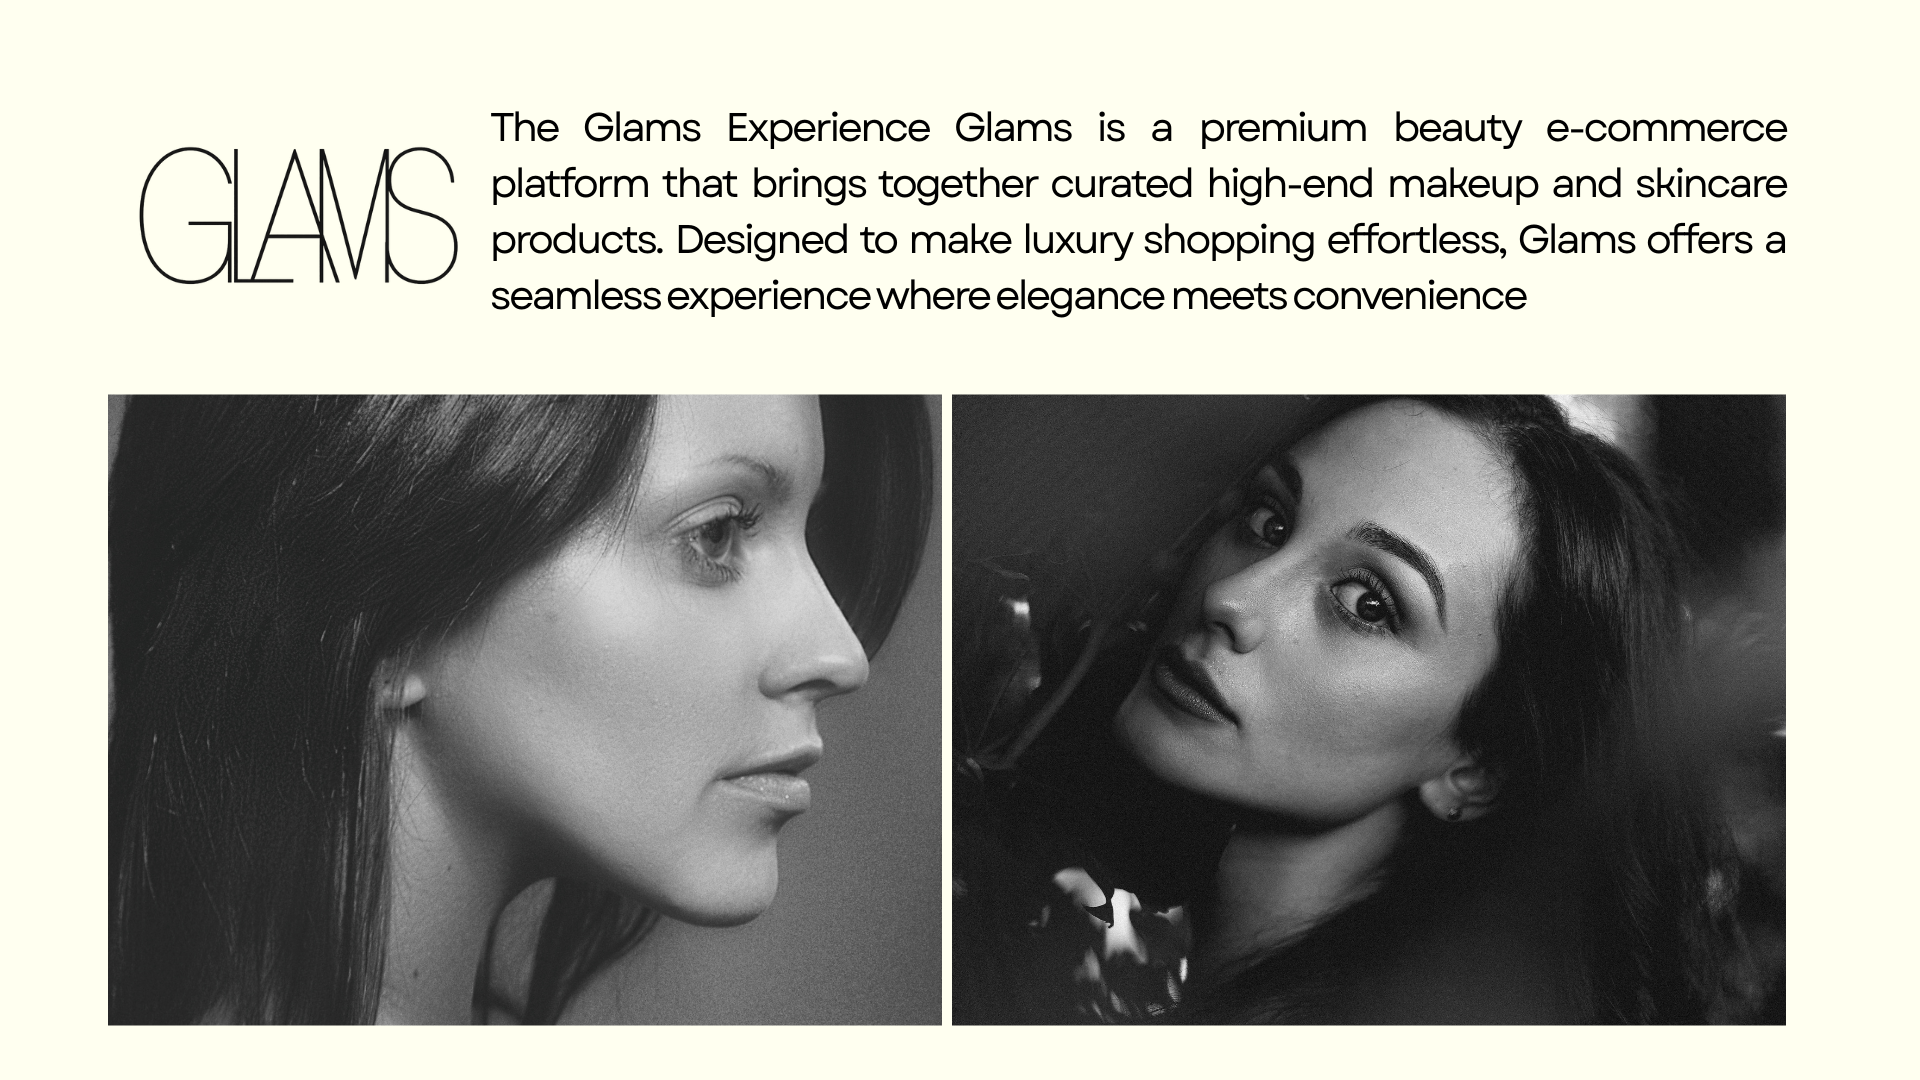 GLAMS
The Glams Experience Glams is a premium beauty e-commerce
platform that brings together curated high-end makeup and skincare
products. Designed to make luxury shopping effortless, Glams offers a
seamless experience where elegance meets convenience